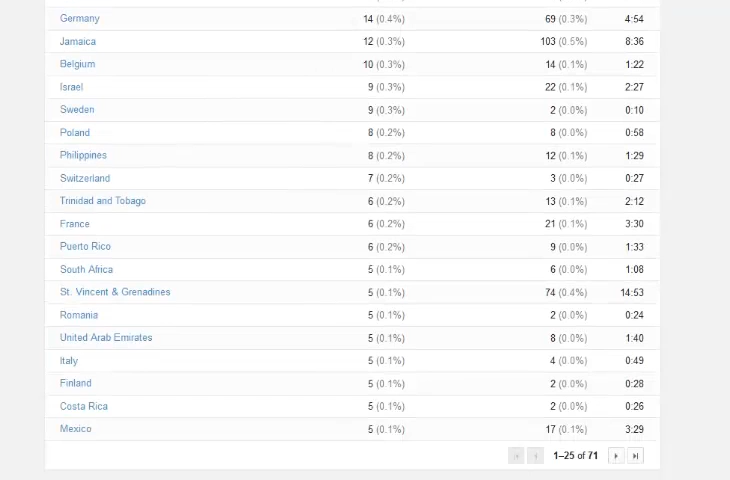 Germany 14 (0.4%) 69 (0.3%) 4:54
Jamaica 12 (0.3%) 103 (0.5%) 8:36
Belgium 10 (0.3%) 14 (0.1%) 1:22
Israel 9 (0.3%) 22 (0.1%) 2:27
Sweden 9 (0.3%) 2 (0.0%) 0:10
Poland 8 (0.2%) 8 (0.0%) 0:58
Philippines 8 (0.2%) 12 (0.1%) 1:29
Switzerland 7 (0.2%) 3 (0.0%) 0:27
Trinidad and Tobago 6 (0.2%) 13 (0.1%) 2:12
France 6 (0.2%) 21 (0.1%) 3:30
Puerto Rico 6 (0.2%) 9 (0.0%) 1:33
South Africa 5 (0.1%) 6 (0.0%) 1:08
St. Vincent & Grenadines 5 (0.1%) 74 (0.4%) 14:53
Romania 5 (0.1%) 2 (0.0%) 0:24
United Arab Emirates 5 (0.1%) 8 (0.0%) 1:40
Italy 5 (0.1%) 4 (0.0%) 0:49
Finland 5 (0.1%) 2 (0.0%) 0:28
Costa Rica 5 (0.1%) 2 (0.0%) 0:26
Mexico 5 (0.1%) 17 (0.1%) 3:29
1–25 of 71